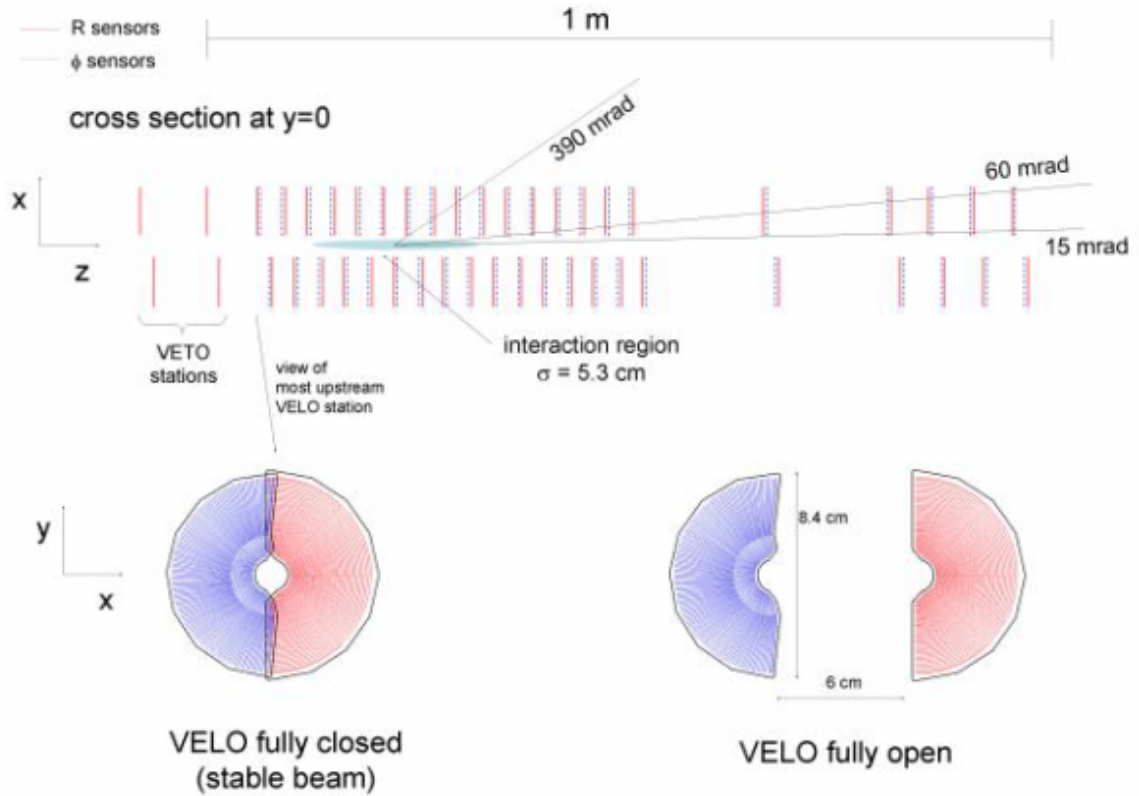 R sensors
1 m
ϕ sensors
cross section at y=0
390 mrad
60 mrad
x
15 mrad
z
VETO
stations
interaction region
σ = 5.3 cm
view of
most upstream
VELO station
8.4 cm
y
x
6 cm
VELO fully closed
(stable beam)
VELO fully open